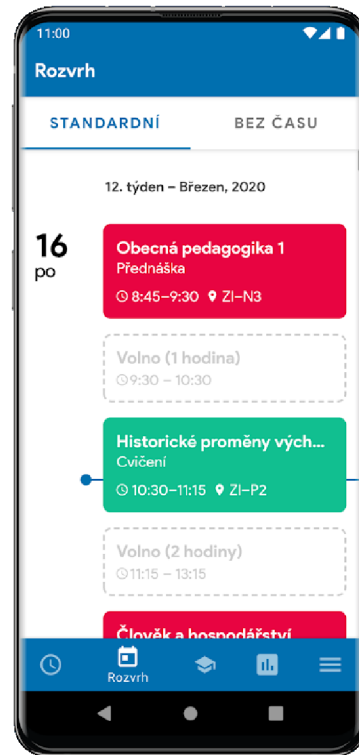 11:00
Rozvrh
STANDARDNÍ
BEZ ČASU
12. týden – Březen, 2020
16
po
Obecná pedagogika 1
Přednáška
8:45–9:30 ZI–N3
Volno (1 hodina)
9:30 – 10:30
Historické proměny vých...
Cvičení
10:30–11:15 ZI–P2
Volno (2 hodiny)
11:15 – 13:15
Člověk a hospodářství
Rozvrh